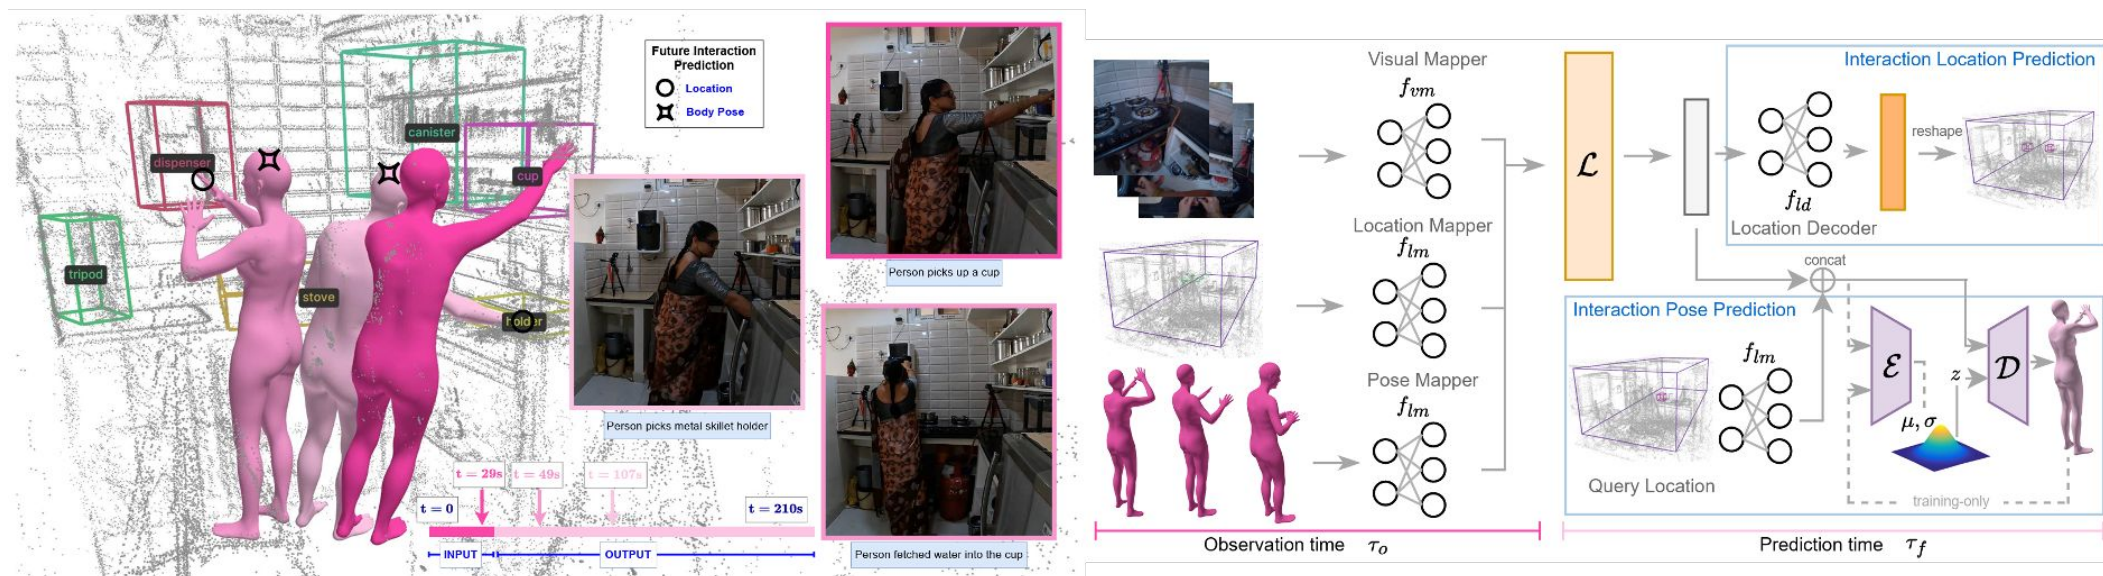 Future Interaction
Prediction
Location
Body Pose
canister
dispenser
cup
tripod
stove
holder
Person picks up a cup
Person picks metal skillet holder
Person fetched water into the cup
t = 29s
t = 49s
t = 107s
t = 0
t = 210s
INPUT
OUTPUT
Visual Mapper
f_vm
Location Mapper
f_lm
Pose Mapper
f_lm
Observation time τ_o
ℒ
Interaction Location Prediction
f_ld
Location Decoder
reshape
concat
Interaction Pose Prediction
f_lm
Query Location
ℰ
μ, σ
z
𝒟
training-only
Prediction time τ_f